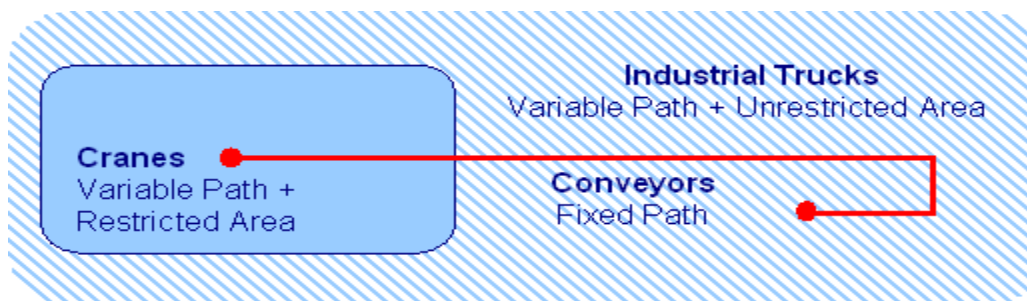 Industrial Trucks
Variable Path + Unrestricted Area
Cranes
Variable Path +
Restricted Area
Conveyors
Fixed Path